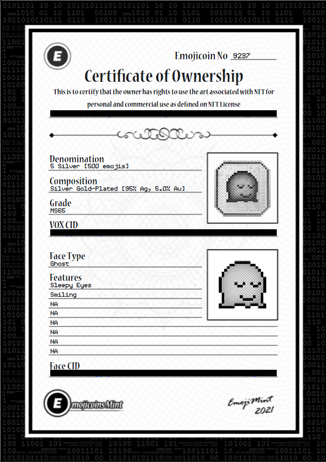 E
Emojicoin No 9237
Certificate of Ownership
This is to certify that the owner has rights to use the art associated with NFT for
personal and commercial use as defined on NFT License
Denomination
5 Silver [500 emojis]
Composition
Silver Gold-Plated [95% Ag, 5.0% Au]
Grade
MS65
VOX CID
Face Type
Ghost
Features
Sleepy Eyes
Smiling
NA
NA
NA
NA
NA
NA
Face CID
E
EmojicoinsMint
EmojiMint
2021